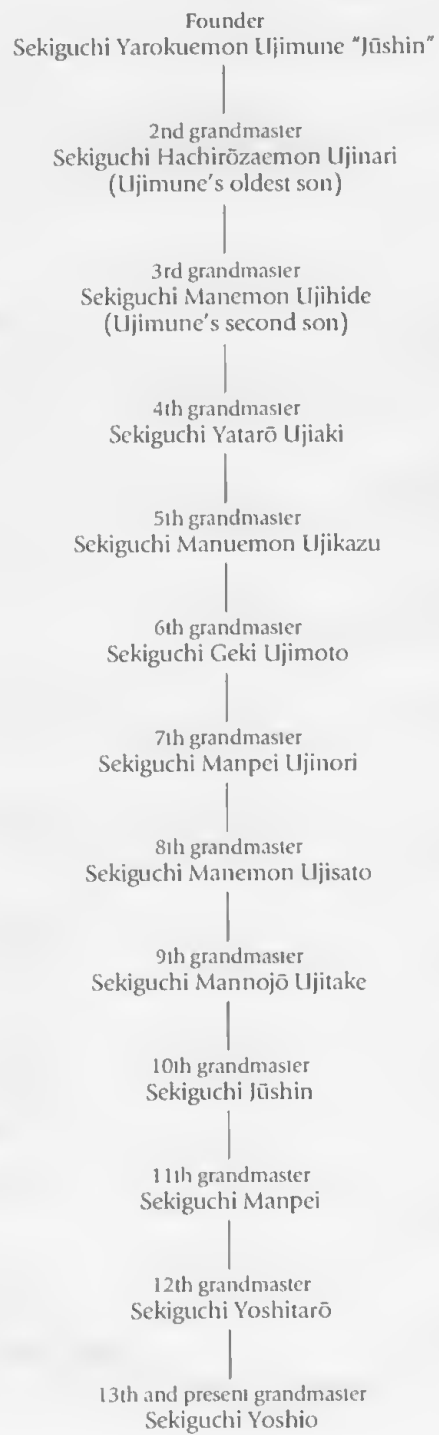 Founder
Sekiguchi Yarokuemon Ujimune "Jūshin"
2nd grandmaster
Sekiguchi Hachirōzaemon Ujinari
(Ujimune's oldest son)
3rd grandmaster
Sekiguchi Manemon Ujihide
(Ujimune's second son)
4th grandmaster
Sekiguchi Yatarō Ujiaki
5th grandmaster
Sekiguchi Manuemon Ujikazu
6th grandmaster
Sekiguchi Geki Ujimoto
7th grandmaster
Sekiguchi Manpei Ujinori
8th grandmaster
Sekiguchi Manemon Ujisato
9th grandmaster
Sekiguchi Mannojō Ujitake
10th grandmaster
Sekiguchi Jūshin
11th grandmaster
Sekiguchi Manpei
12th grandmaster
Sekiguchi Yoshitarō
13th and present grandmaster
Sekiguchi Yoshio